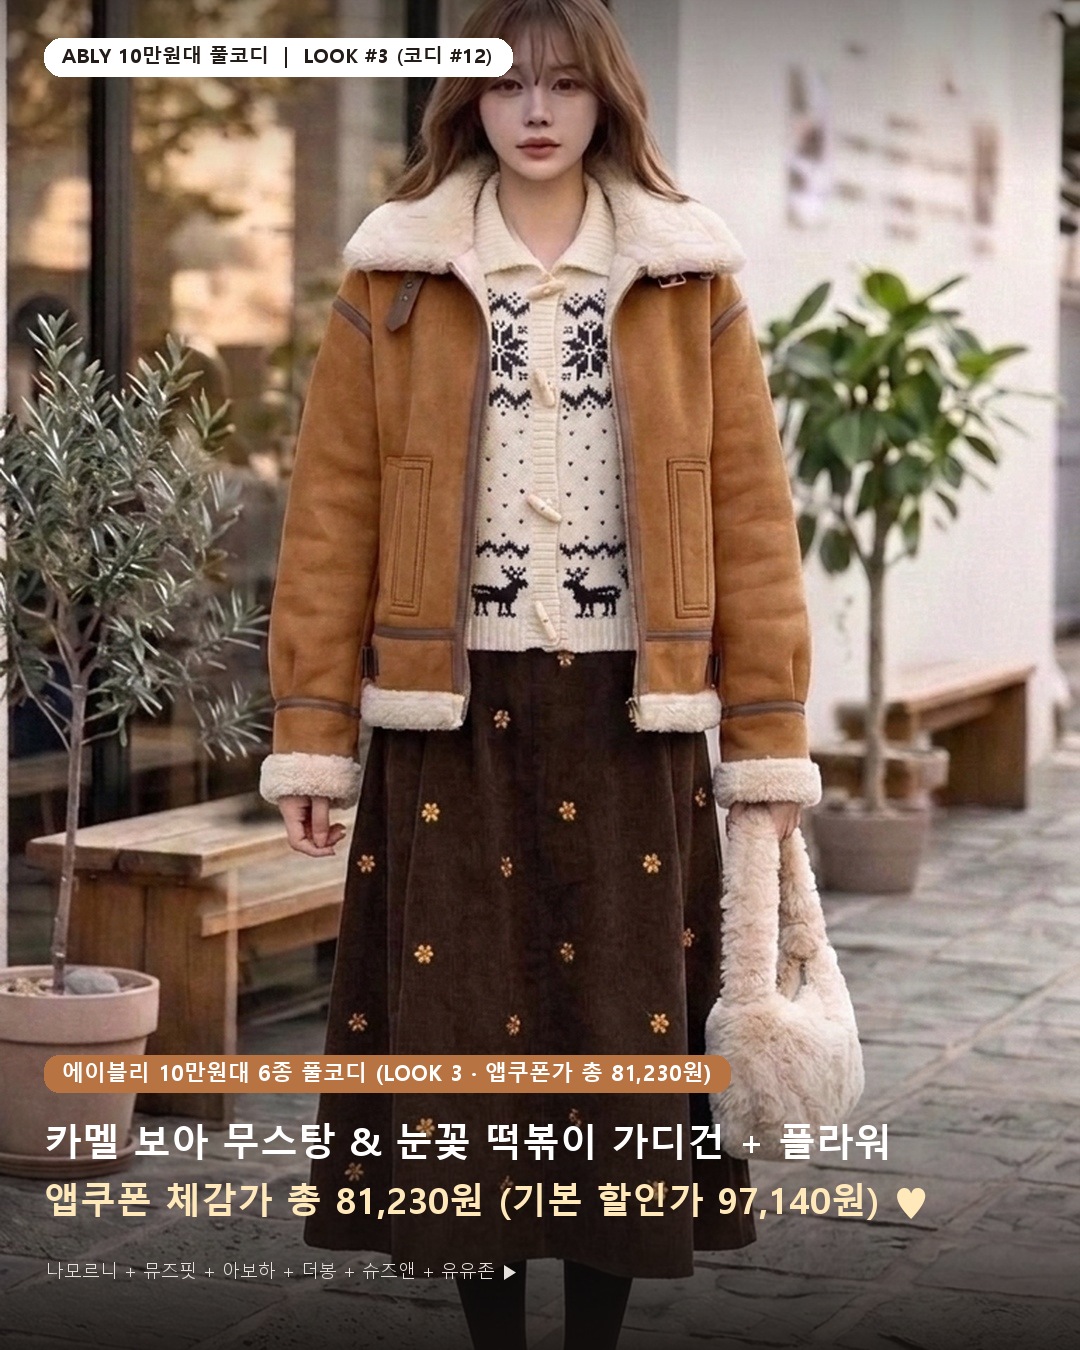 ABLY 10만원대 풀코디 | LOOK #3 (코디 #12)
에이블리 10만원대 6종 풀코디 (LOOK 3 · 앱쿠폰가 총 81,230원)
카멜 보아 무스탕 & 눈꽃 떡볶이 가디건 + 플라워
앱쿠폰 체감가 총 81,230원 (기본 할인가 97,140원) ♥
나모르니 + 뮤즈핏 + 아보하 + 더봉 + 슈즈앤 + 유유존 ▶